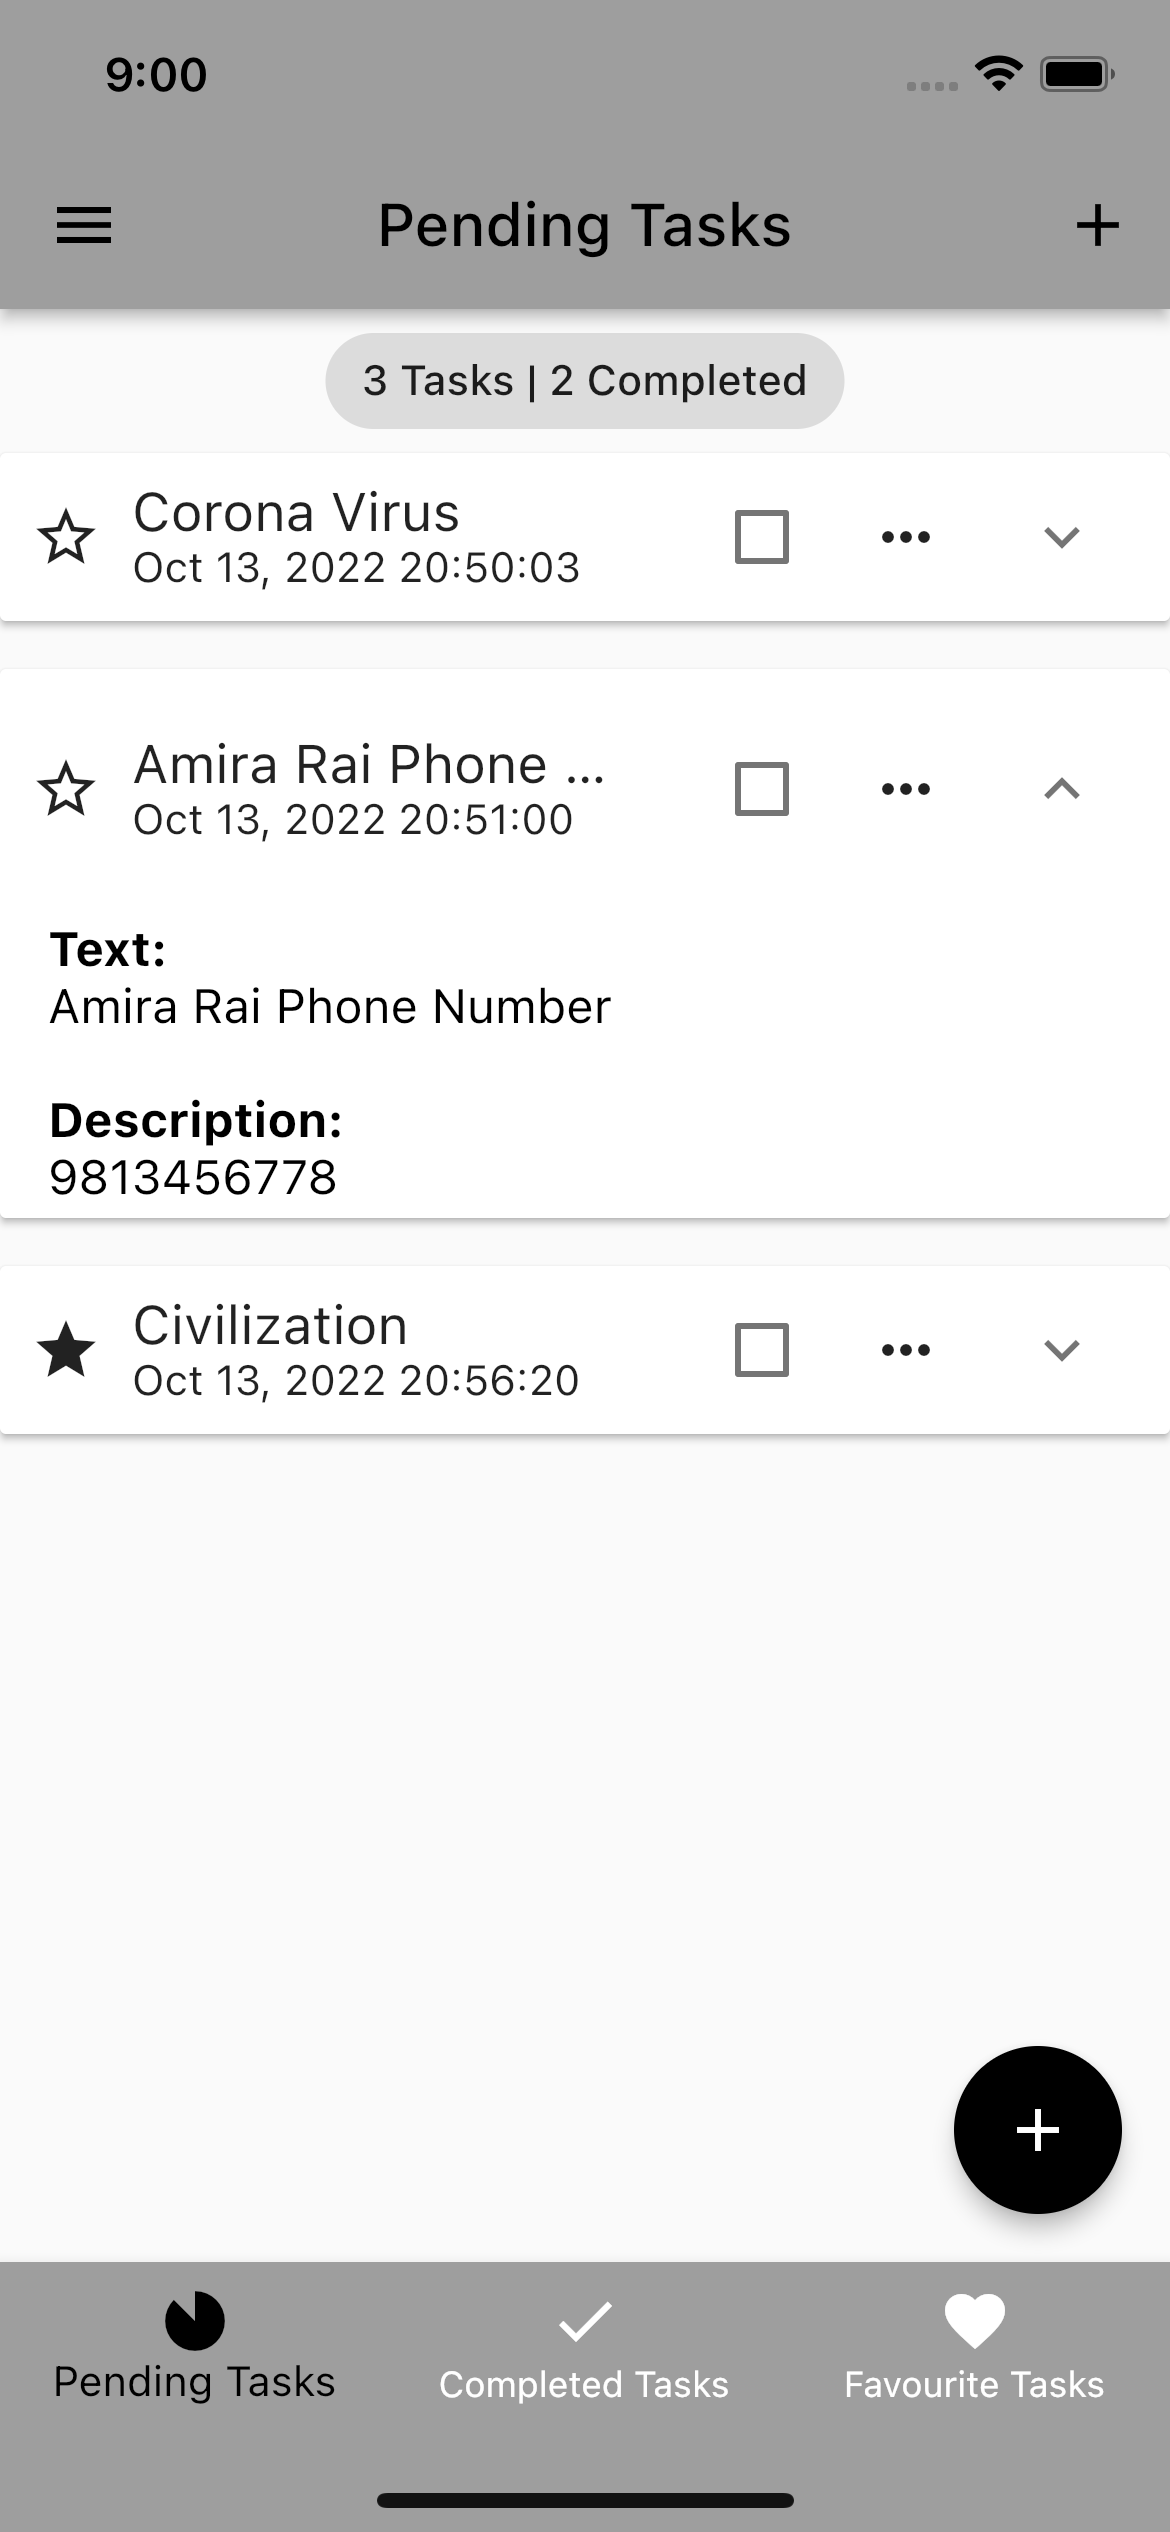 9:00
Pending Tasks
3 Tasks | 2 Completed
Corona Virus
Oct 13, 2022 20:50:03
Amira Rai Phone ...
Oct 13, 2022 20:51:00
Text:
Amira Rai Phone Number
Description:
9813456778
Civilization
Oct 13, 2022 20:56:20
Pending Tasks
Completed Tasks
Favourite Tasks